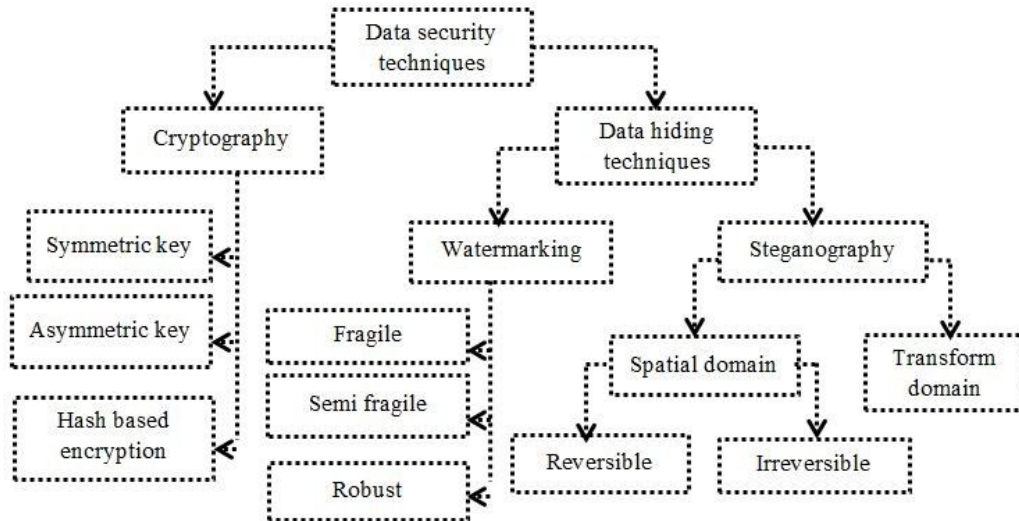 Data security
techniques
Cryptography
Data hiding
techniques
Symmetric key
Asymmetric key
Hash based
encryption
Watermarking
Steganography
Fragile
Semi fragile
Robust
Spatial domain
Transform
domain
Reversible
Irreversible